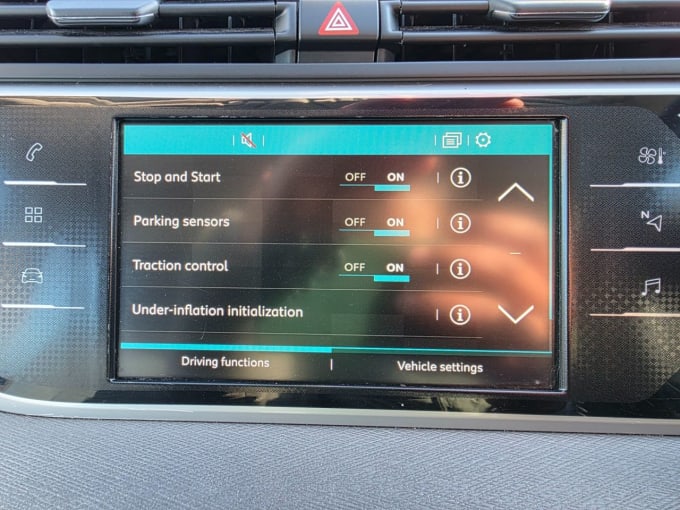 Stop and Start OFF ON
Parking sensors OFF ON
N
Traction control OFF ON
Under-inflation initialization
Driving functions Vehicle settings